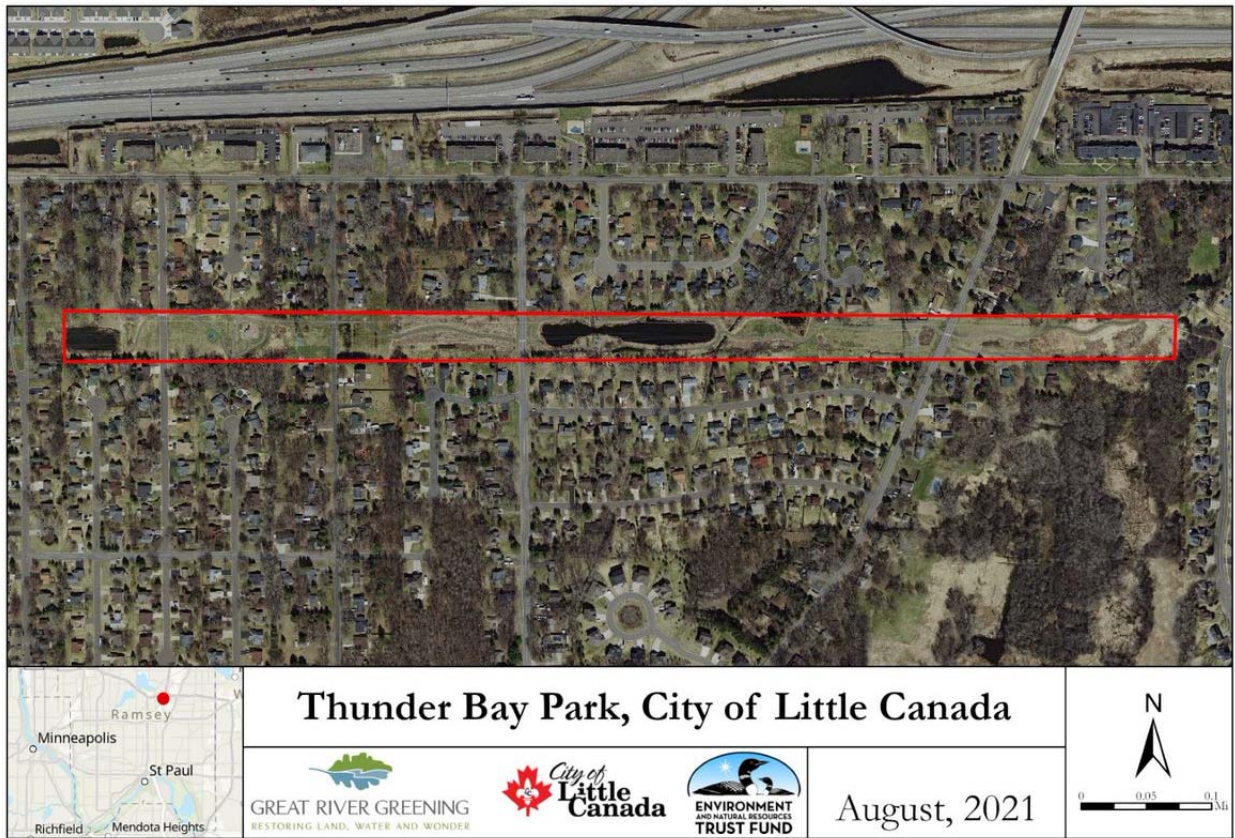 Ramsey
Minneapolis
St Paul
Richfield
Mendota Heights
Thunder Bay Park, City of Little Canada
GREAT RIVER GREENING
RESTORING LAND, WATER AND WONDER
City of
Little
Canada
ENVIRONMENT
AND NATURAL RESOURCES
TRUST FUND
August, 2021
N
0 0.05 0.1
Mi